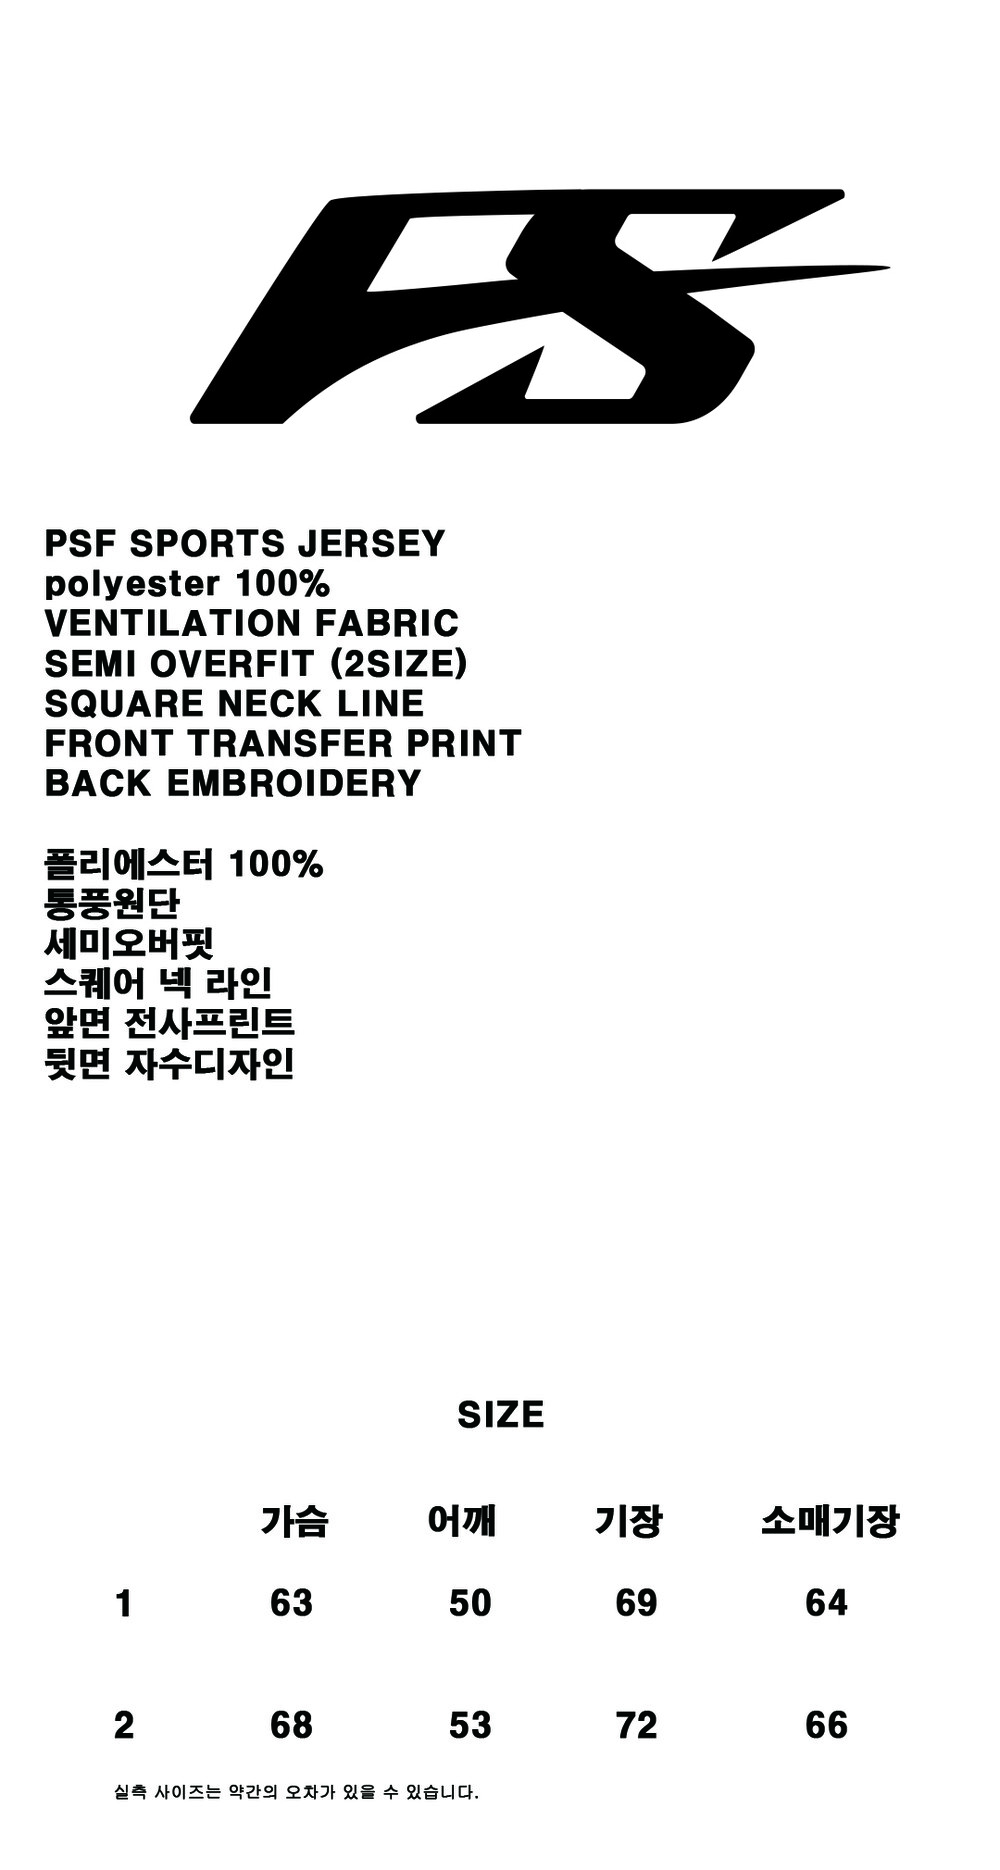 PS
PSF SPORTS JERSEY
polyester 100%
VENTILATION FABRIC
SEMI OVERFIT (2SIZE)
SQUARE NECK LINE
FRONT TRANSFER PRINT
BACK EMBROIDERY
폴리에스터 100%
통풍원단
세미오버핏
스퀘어 넥 라인
앞면 전사프린트
뒷면 자수디자인
SIZE
가슴 어깨 기장 소매기장
1 63 50 69 64
2 68 53 72 66
실측 사이즈는 약간의 오차가 있을 수 있습니다.